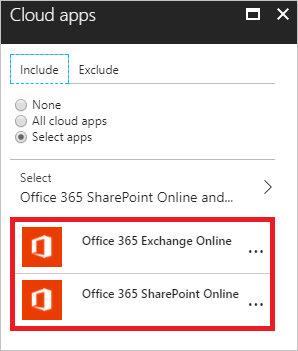 Cloud apps
Include Exclude
None
All cloud apps
Select apps
Select
Office 365 SharePoint Online and...
Office 365 Exchange Online
...
Office 365 SharePoint Online
...